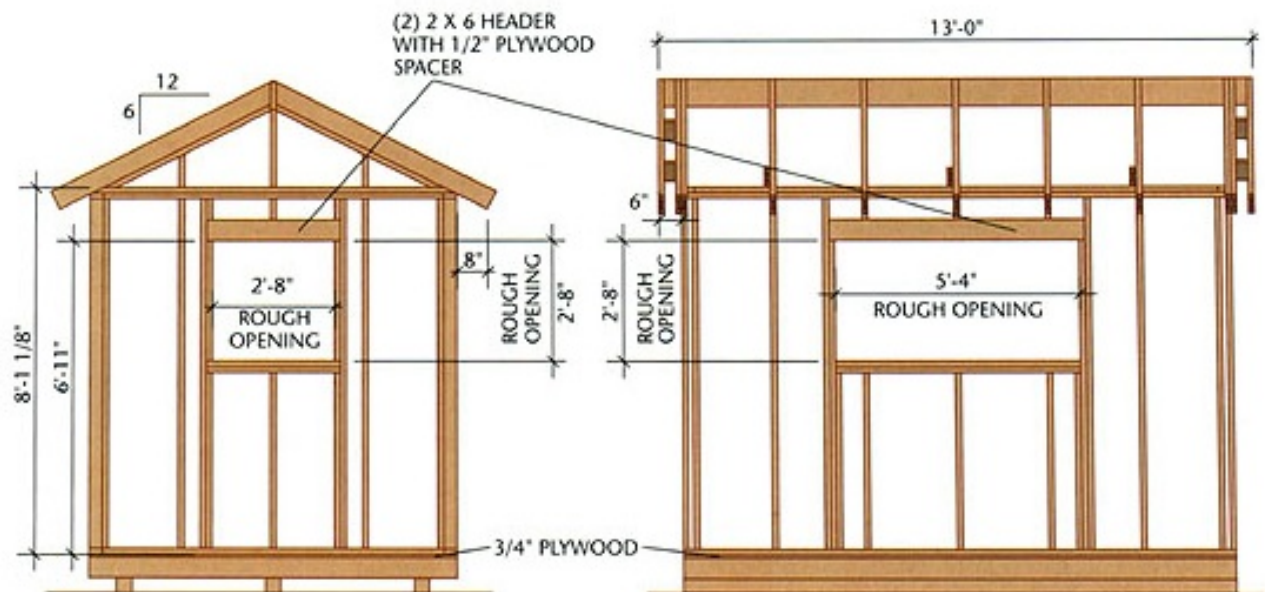 (2) 2 X 6 HEADER
WITH 1/2" PLYWOOD
SPACER
13'-0"
12
6
6"
8"
2'-8"
ROUGH
OPENING
ROUGH
OPENING
2'-8"
2'-8"
ROUGH
OPENING
5'-4"
ROUGH OPENING
8'-1 1/8"
6'-11"
3/4" PLYWOOD